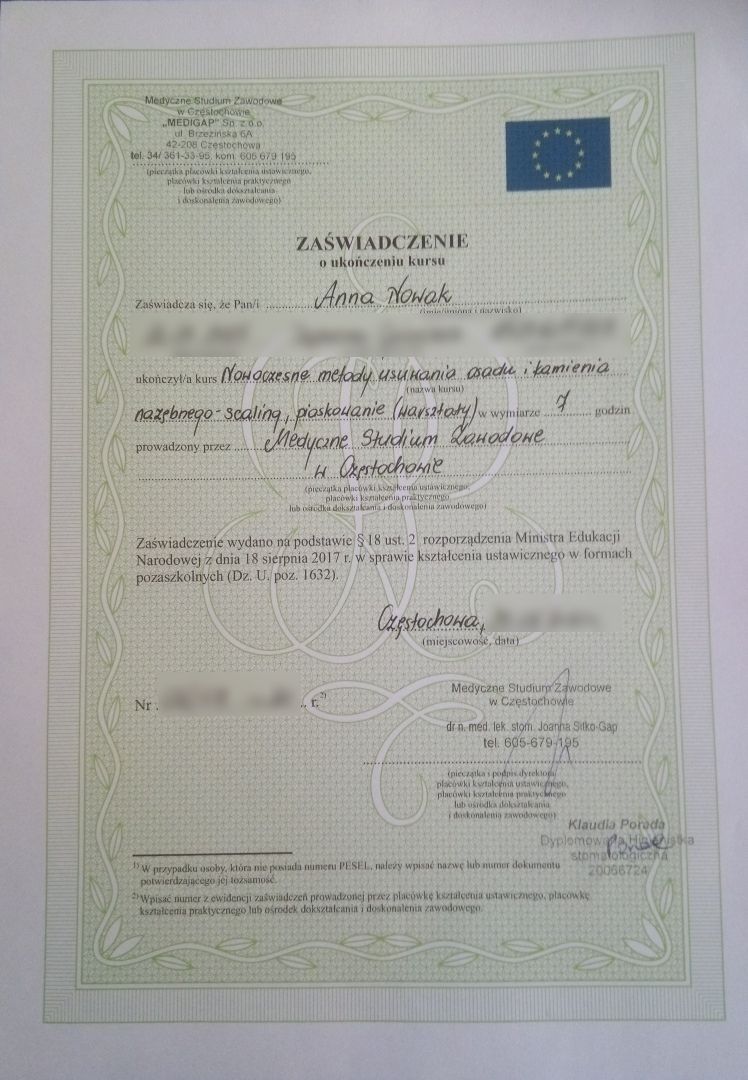 Medyczne Studium Zawodowe
w Częstochowie
„MEDIGAP" Sp. z o.o.
ul. Brzezińska 6A
42-208 Częstochowa
tel. 34/ 361-33-95, kom. 605 679 195
(pieczątka placówki kształcenia ustawicznego,
placówki kształcenia praktycznego
lub ośrodka dokształcania
i doskonalenia zawodowego)
ZAŚWIADCZENIE
o ukończeniu kursu
Zaświadcza się, że Pan/i Anna Nowak
(imię/imiona i nazwisko)
ukończył/a kurs Nowoczesne metody usuwania osadu i kamienia
(nazwa kursu)
nazębnego - scaling, piaskowanie (warsztaty) w wymiarze 7 godzin
prowadzony przez Medyczne Studium Zawodowe
w Częstochowie
(pieczątka placówki kształcenia ustawicznego,
placówki kształcenia praktycznego
lub ośrodka dokształcania i doskonalenia zawodowego)
Zaświadczenie wydano na podstawie § 18 ust. 2 rozporządzenia Ministra Edukacji
Narodowej z dnia 18 sierpnia 2017 r. w sprawie kształcenia ustawicznego w formach
pozaszkolnych (Dz. U. poz. 1632).
Częstochowa,
(miejscowość, data)
Nr . .. r.²⁾
Medyczne Studium Zawodowe
w Częstochowie
dr n. med. lek. stom. Joanna Sitko-Gap
tel. 605-679-195
(pieczątka i podpis dyrektora
placówki kształcenia ustawicznego,
placówki kształcenia praktycznego
lub ośrodka dokształcania
i doskonalenia zawodowego)
Klaudia Porada
Dyplomowana Higienistka
stomatologiczna
20066724
¹⁾ W przypadku osoby, która nie posiada numeru PESEL, należy wpisać nazwę lub numer dokumentu
potwierdzającego jej tożsamość.
²⁾ Wpisać numer z ewidencji zaświadczeń prowadzonej przez placówkę kształcenia ustawicznego, placówkę
kształcenia praktycznego lub ośrodek dokształcania i doskonalenia zawodowego.